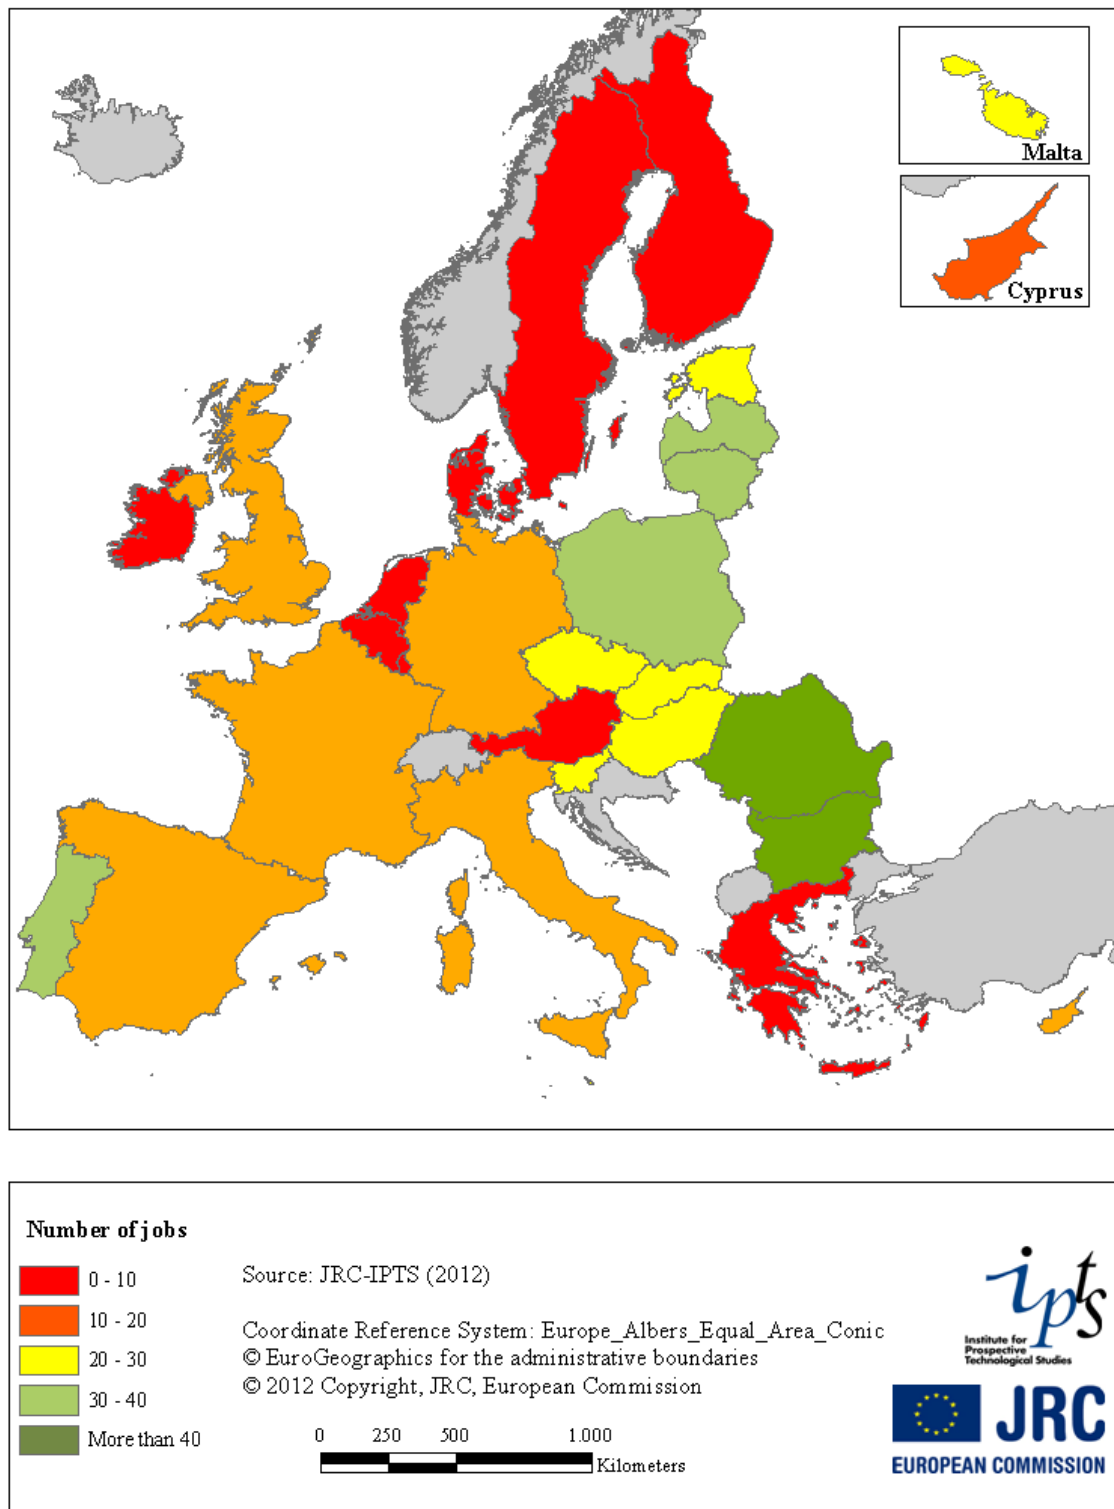 Malta
Cyprus
Number of jobs
0 - 10
10 - 20
20 - 30
30 - 40
More than 40
Source: JRC-IPTS (2012)
Coordinate Reference System: Europe_Albers_Equal_Area_Conic
© EuroGeographics for the administrative boundaries
© 2012 Copyright, JRC, European Commission
0 250 500 1.000
Kilometers
ipts
Institute for
Prospective
Technological Studies
JRC
EUROPEAN COMMISSION